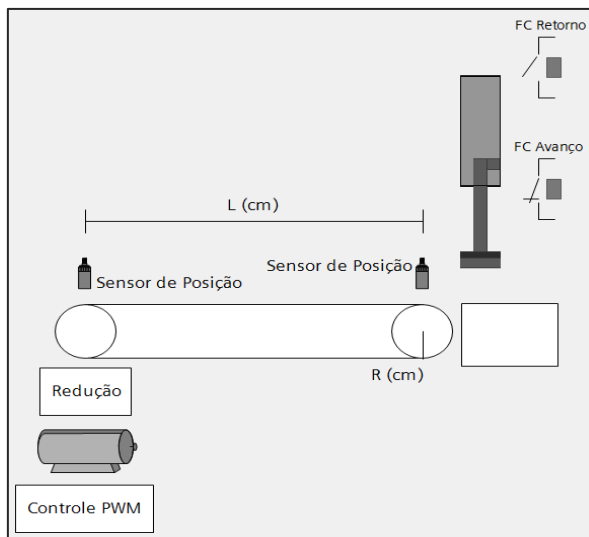 FC Retorno
FC Avanço
L (cm)
Sensor de Posição
Sensor de Posição
R (cm)
Redução
Controle PWM